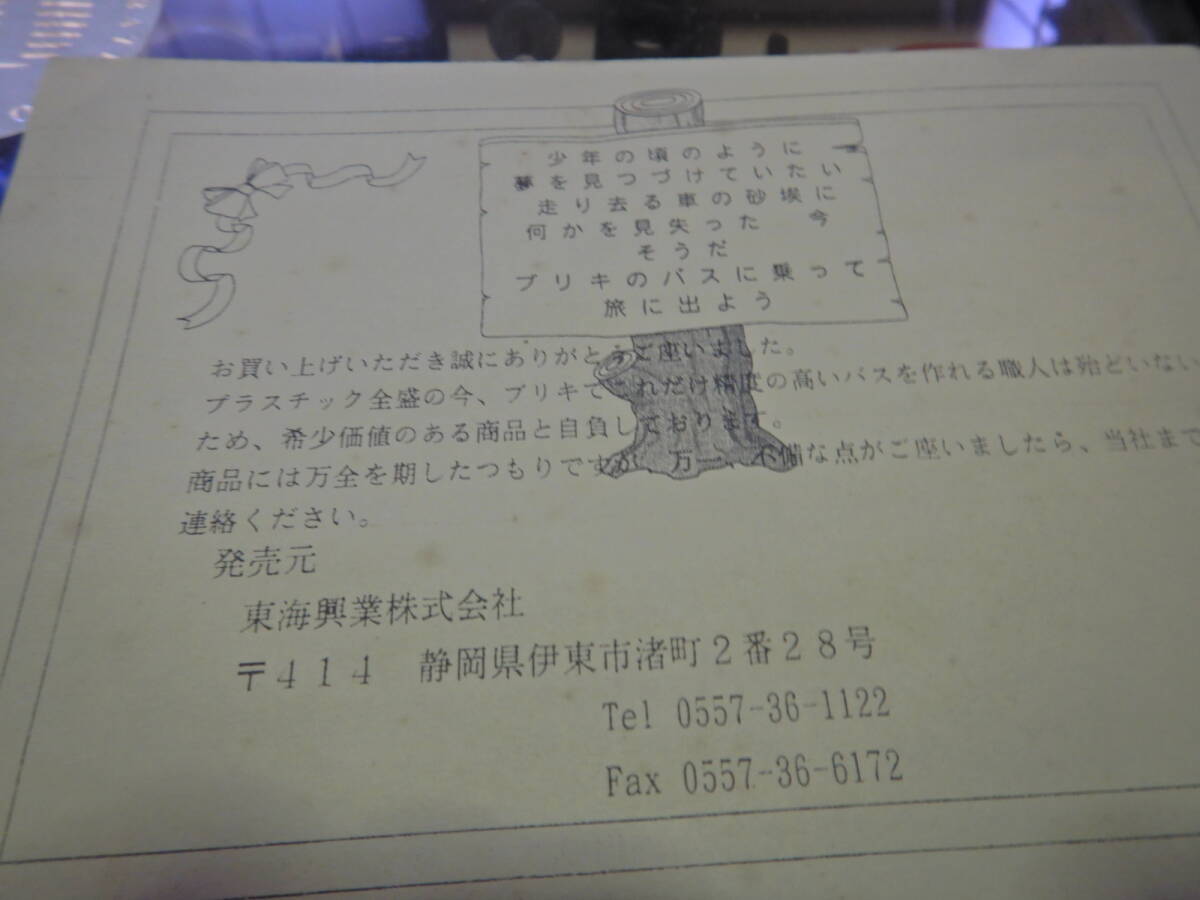 少年の頃のように
夢を見つづけていたい
走り去る車の砂埃に
何かを見失った　今
そうだ
ブリキのバスに乗って
旅に出よう
お買い上げいただき誠にありがとうご座いました。
プラスチック全盛の今、ブリキでこれだけ精度の高いバスを作れる職人は殆どいない
ため、希少価値のある商品と自負しております。
商品には万全を期したつもりですが、万一、不備な点がご座いましたら、当社まで
連絡ください。
発売元
東海興業株式会社
〒414　静岡県伊東市渚町2番28号
Tel 0557-36-1122
Fax 0557-36-6172